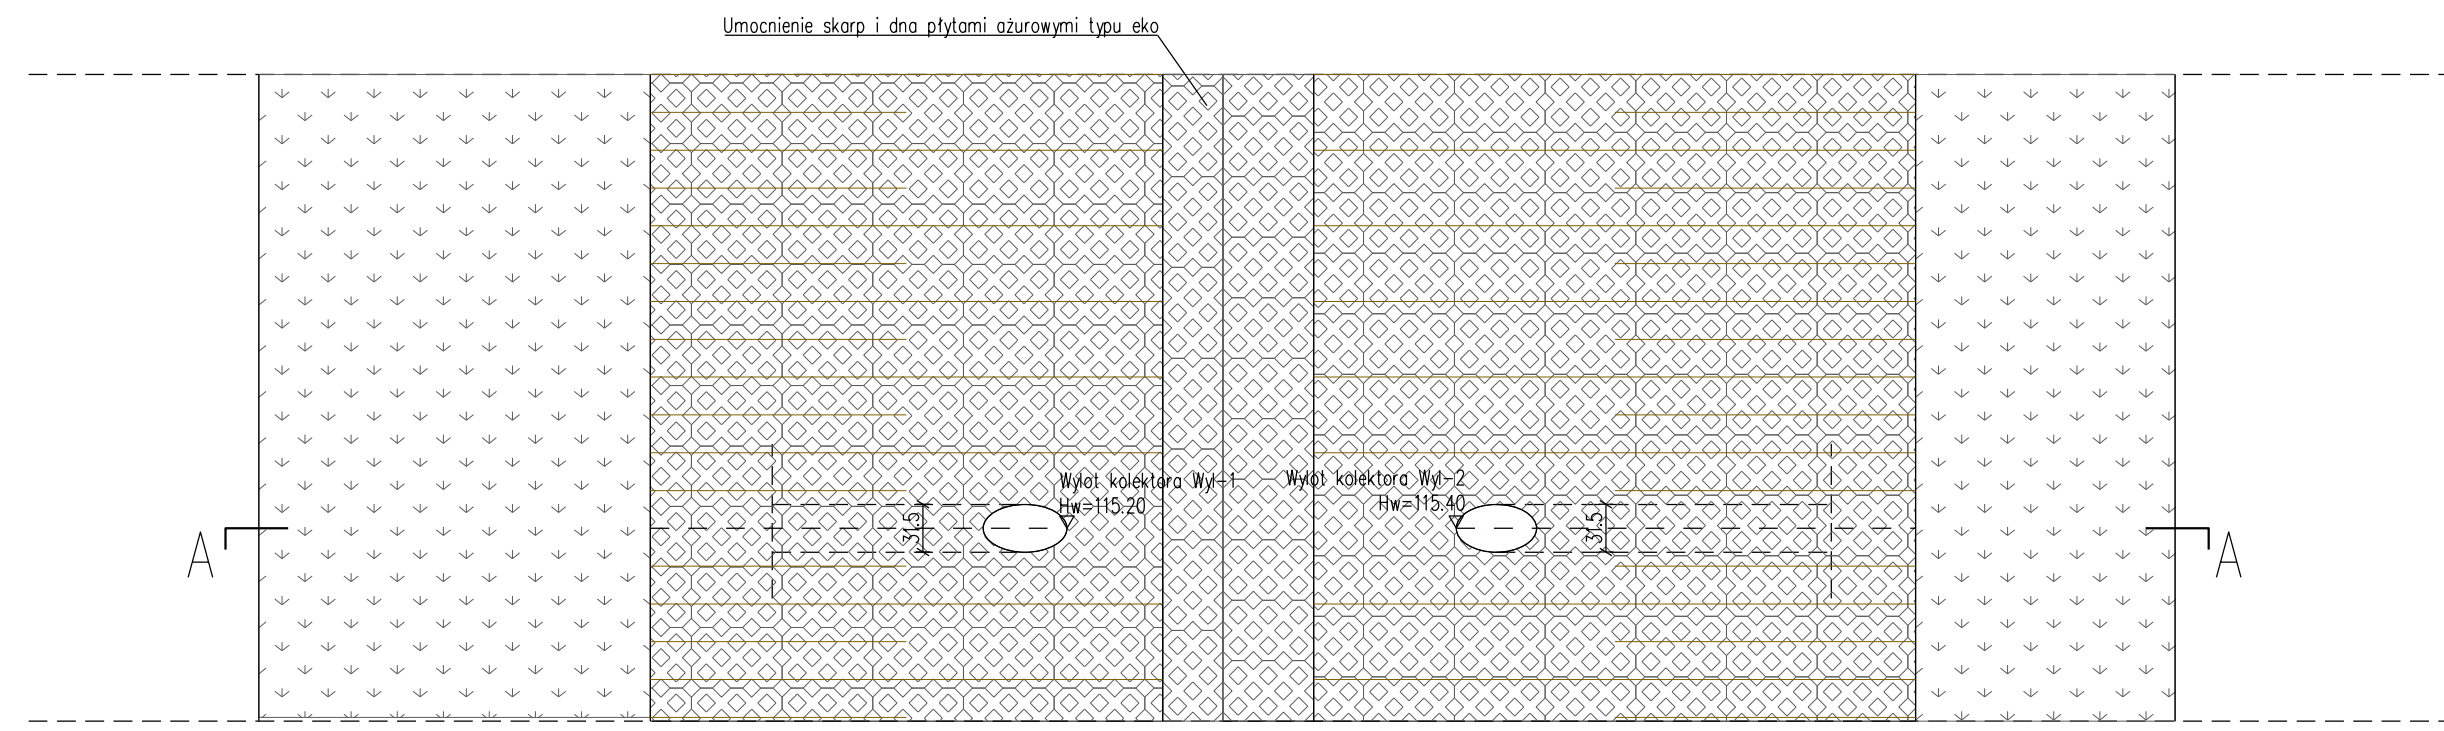 Umocnienie skarp i dna płytami ażurowymi typu eko
Wylot kolektora Wyl-1
Hw=115.20
Wylot kolektora Wyl-2
Hw=115.40
31.5
31.5
A
A